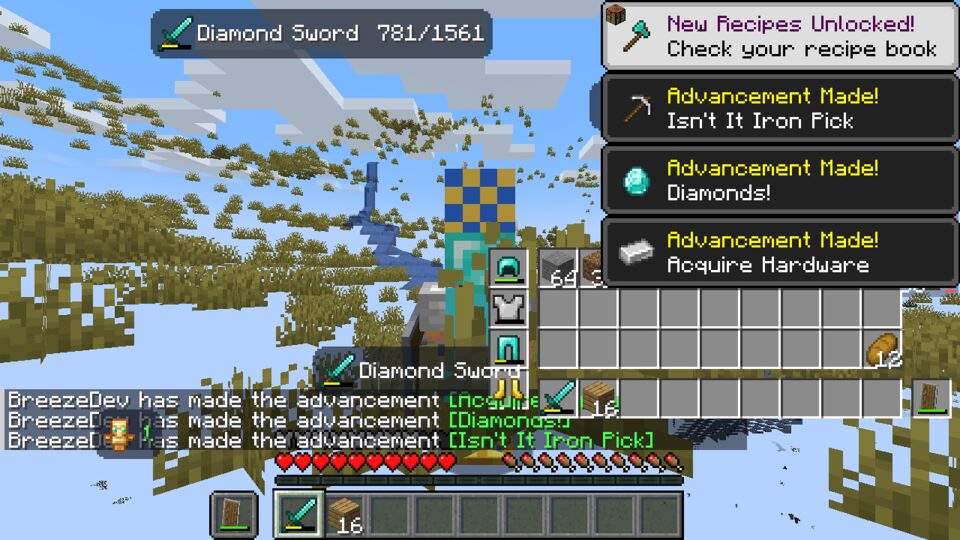 Diamond Sword 781/1561
New Recipes Unlocked!
Check your recipe book
Advancement Made!
Isn't It Iron Pick
Advancement Made!
Diamonds!
Advancement Made!
Acquire Hardware
64
12
Diamond Sword
16
BreezeDev has made the advancement
BreezeDev has made the advancement [Diamonds!]
1
has made the advancement [Isn't It Iron Pick]
16